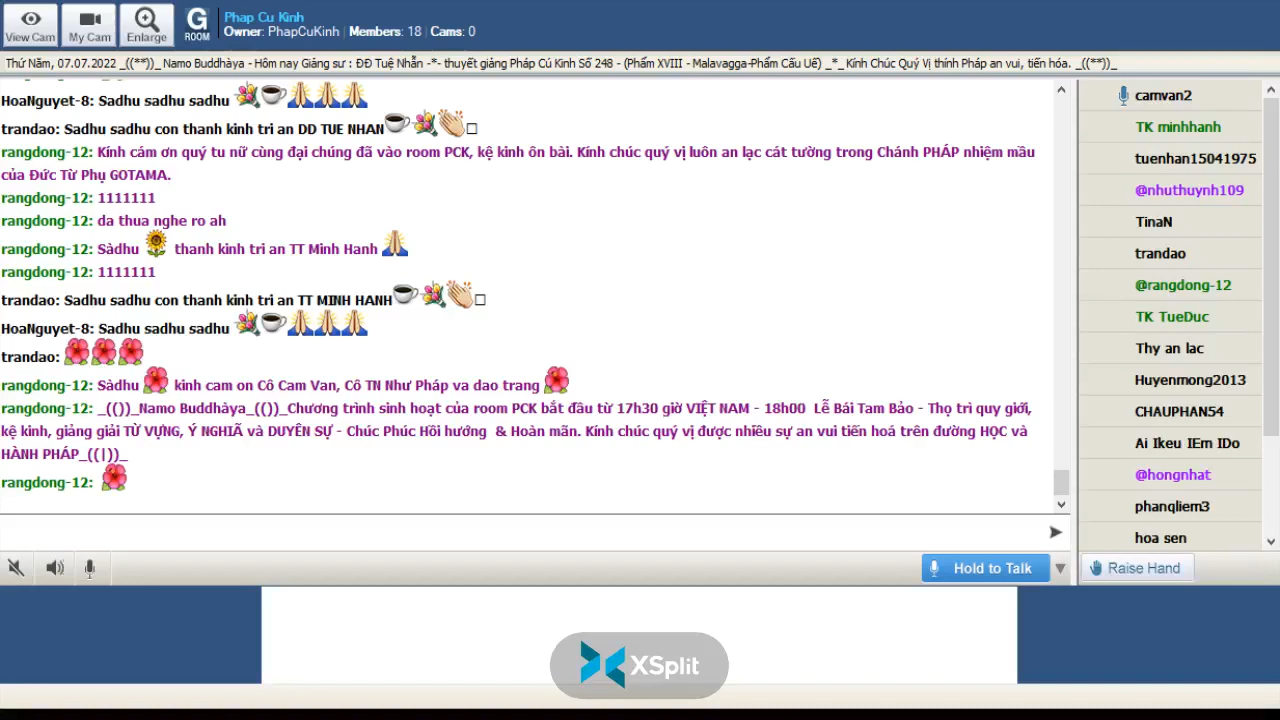 View Cam
My Cam
Enlarge
G
ROOM
Phap Cu Kinh
Owner: PhapCuKinh | Members: 18 | Cams: 0
Thứ Năm, 07.07.2022 _((**))_ Namo Buddhàya - Hôm nay Giảng sư : ĐĐ Tuệ Nhẫn -*- thuyết giảng Pháp Cú Kinh Số 248 - (Phẩm XVIII - Malavagga-Phẩm Cấu Uế) _*_ Kính Chúc Quý Vị thính Pháp an vui, tiến hóa. _((**))_
HoaNguyet-8: Sadhu sadhu sadhu
trandao: Sadhu sadhu con thanh kinh tri an DD TUE NHAN
rangdong-12: Kính cám ơn quý tu nữ cùng đại chúng đã vào room PCK, kệ kinh ôn bài. Kính chúc quý vị luôn an lạc cát tường trong Chánh PHÁP nhiệm mầu
của Đức Từ Phụ GOTAMA.
rangdong-12: 1111111
rangdong-12: da thua nghe ro ah
rangdong-12: Sàdhu thanh kinh tri an TT Minh Hanh
rangdong-12: 1111111
trandao: Sadhu sadhu con thanh kinh tri an TT MINH HANH
HoaNguyet-8: Sadhu sadhu sadhu
trandao:
rangdong-12: Sàdhu kinh cam on Cô Cam Van, Cô TN Như Pháp va dao trang
rangdong-12: _(())_Namo Buddhàya_(())_Chương trình sinh hoạt của room PCK bắt đầu từ 17h30 giờ VIỆT NAM - 18h00 Lễ Bái Tam Bảo - Thọ trì quy giới,
kệ kinh, giảng giải TỪ VỰNG, Ý NGHIÃ và DUYÊN SỰ - Chúc Phúc Hồi hướng & Hoàn mãn. Kính chúc quý vị được nhiều sự an vui tiến hoá trên đường HỌC và
HÀNH PHÁP_((|))_
rangdong-12:
camvan2
TK minhhanh
tuenhan15041975
@nhuthuynh109
TinaN
trandao
@rangdong-12
TK TueDuc
Thy an lac
Huyenmong2013
CHAUPHAN54
Ai Ikeu IEm IDo
@hongnhat
phanqliem3
hoa sen
Hold to Talk
Raise Hand
XSplit